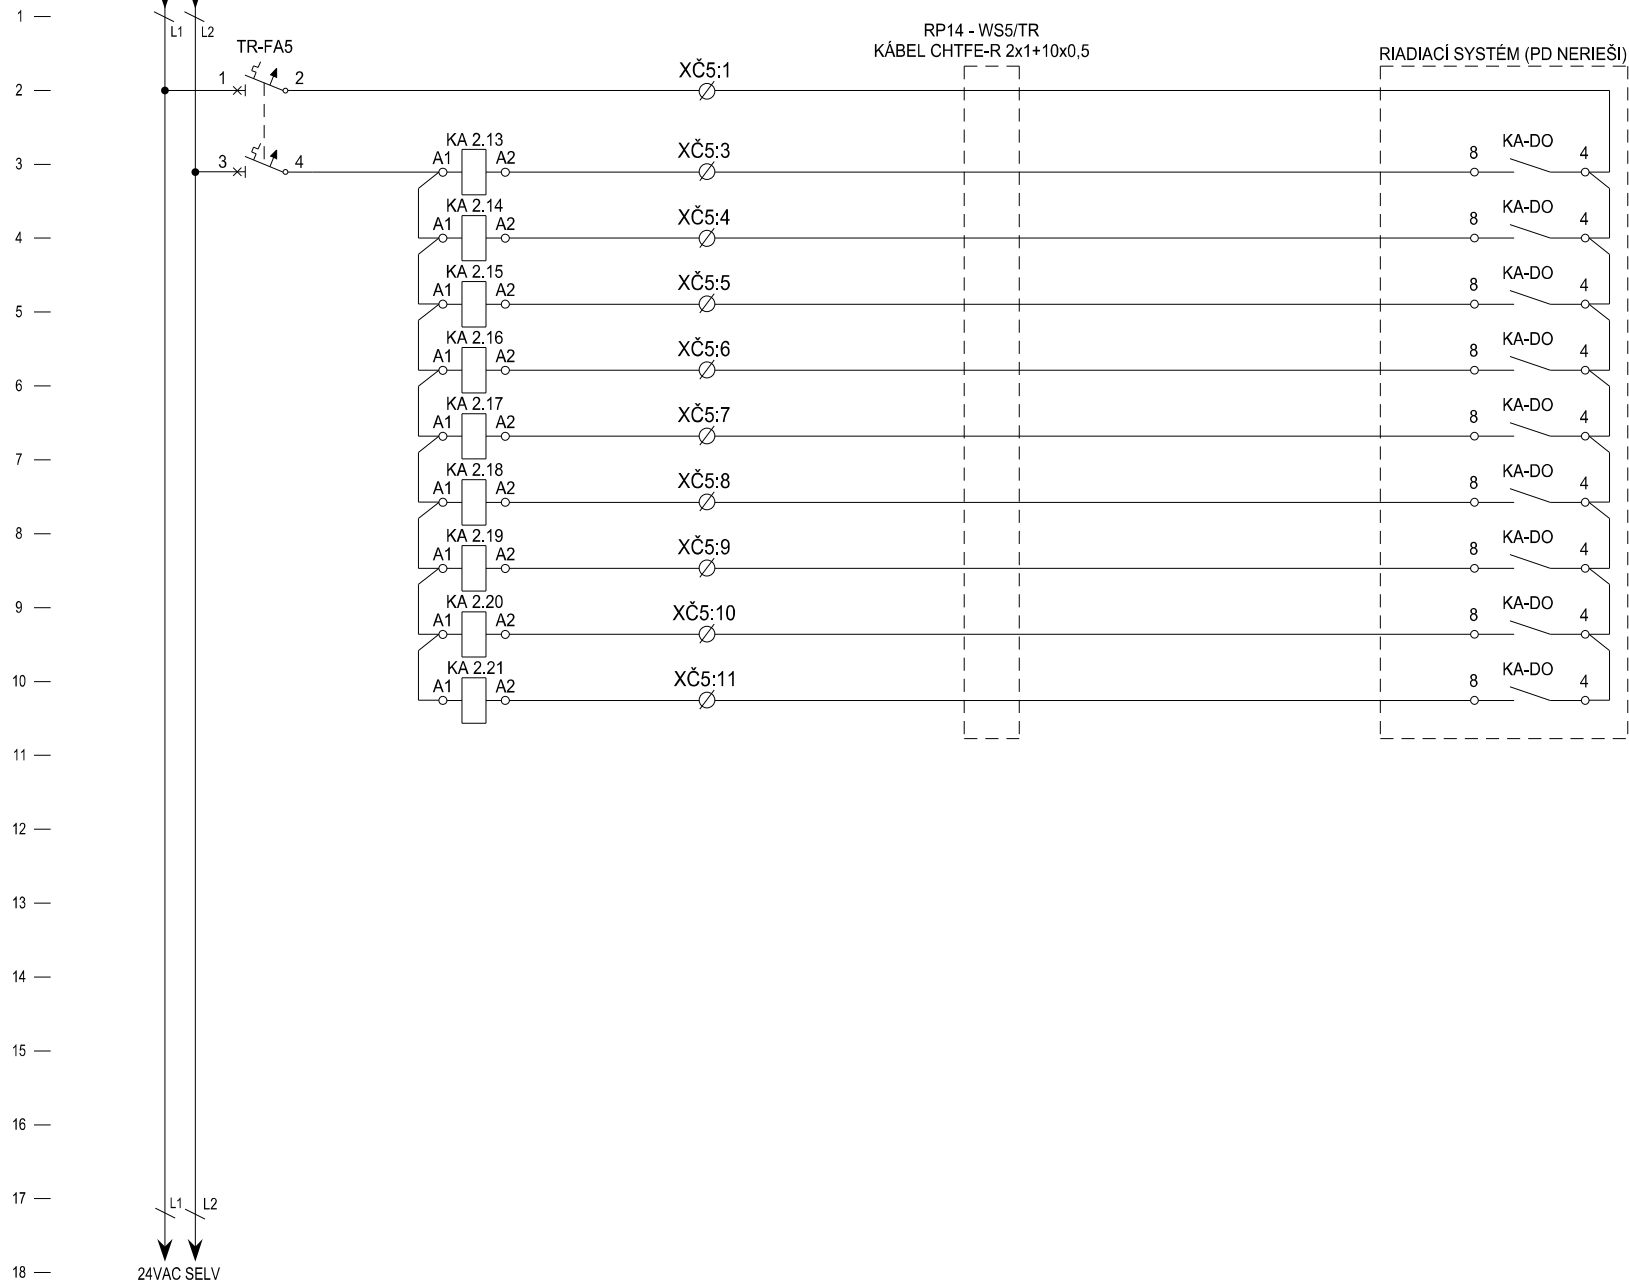 1
L1
L2
RP14 - WS5/TR
KÁBEL CHTFE-R 2x1+10x0,5
TR-FA5
RIADIACÍ SYSTÉM (PD NERIEŠI)
1 2
XČ5:1
2
3 4
KA 2.13
A1 A2
XČ5:3
8 KA-DO 4
3
KA 2.14
A1 A2
XČ5:4
8 KA-DO 4
4
KA 2.15
A1 A2
XČ5:5
8 KA-DO 4
5
KA 2.16
A1 A2
XČ5:6
8 KA-DO 4
6
KA 2.17
A1 A2
XČ5:7
8 KA-DO 4
7
KA 2.18
A1 A2
XČ5:8
8 KA-DO 4
8
KA 2.19
A1 A2
XČ5:9
8 KA-DO 4
9
KA 2.20
A1 A2
XČ5:10
8 KA-DO 4
10
KA 2.21
A1 A2
XČ5:11
8 KA-DO 4
11
12
13
14
15
16
17
L1 L2
18
24VAC SELV